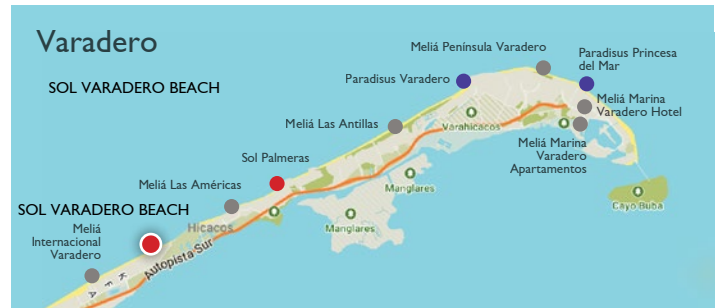 Varadero
SOL VARADERO BEACH
Meliá Península Varadero
Paradisus Princesa
del Mar
Paradisus Varadero
Meliá Marina
Varadero Hotel
Meliá Las Antillas
Varahicacos
Meliá Marina
Varadero
Apartamentos
Sol Palmeras
Meliá Las Américas
Manglares
Cayo Buba
SOL VARADERO BEACH
Hicacos
Manglares
Meliá
Internacional
Varadero
Autopista Sur
K F A